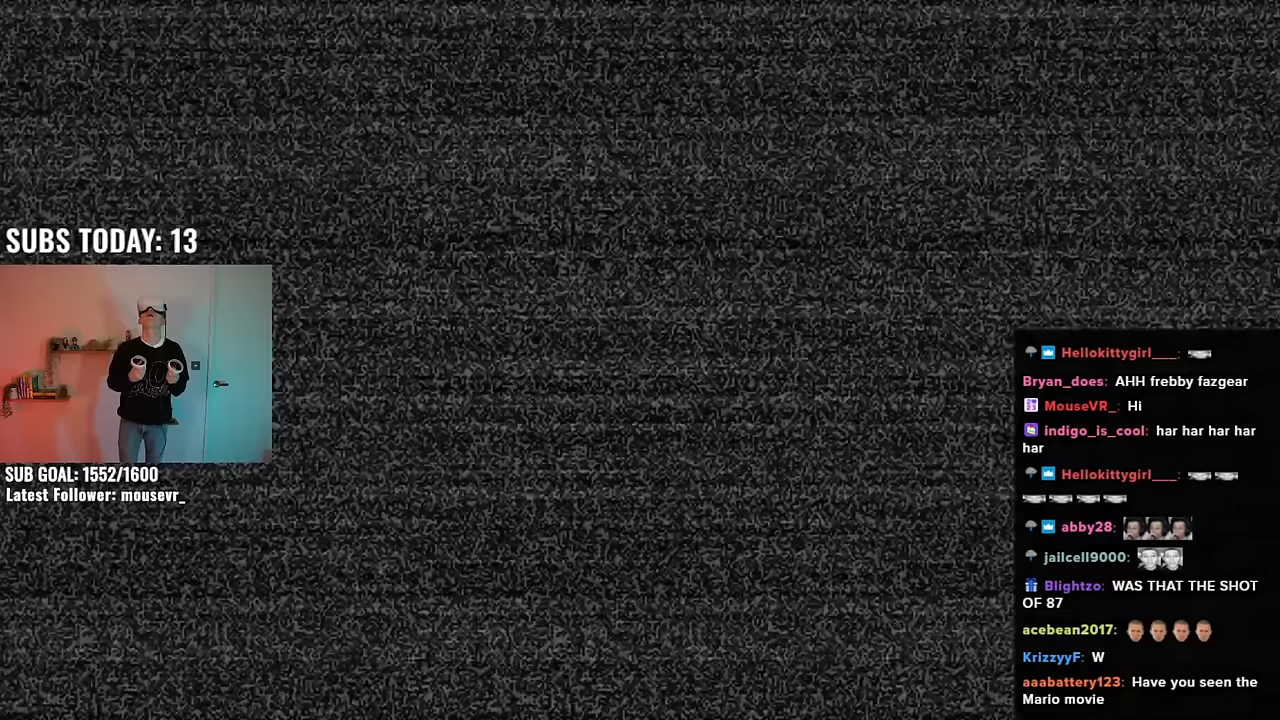 SUBS TODAY: 13
SUB GOAL: 1552/1600
Latest Follower: mousevr_
Hellokittygirl___:
Bryan_does: AHH frebby fazgear
MouseVR_: Hi
indigo_is_cool: har har har har
har
Hellokittygirl___:
abby28:
jailcell9000:
Blightzo: WAS THAT THE SHOT
OF 87
acebean2017:
KrizzyyF: W
aaabattery123: Have you seen the
Mario movie